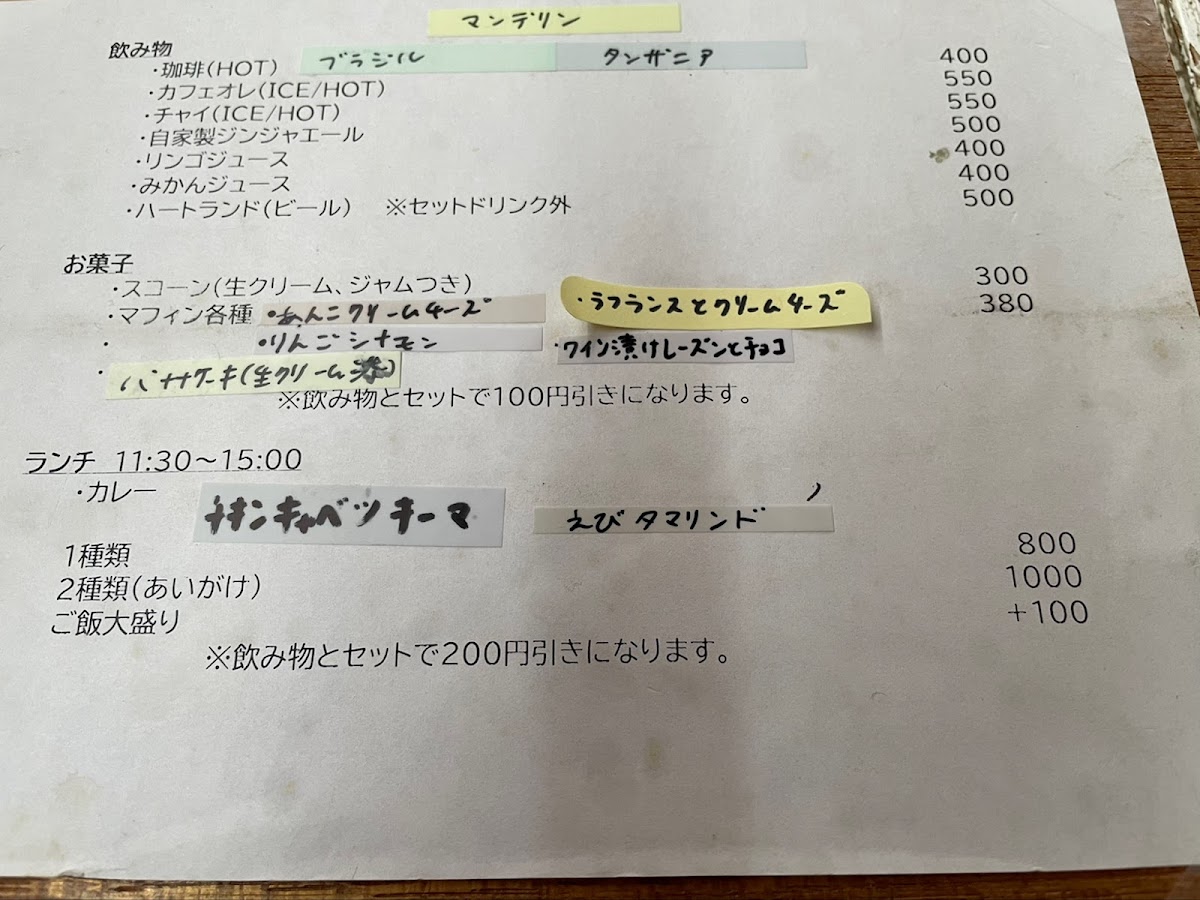 マンデリン
飲み物
・珈琲(HOT) ブラジル タンザニア 400
・カフェオレ(ICE/HOT) 550
・チャイ(ICE/HOT) 550
・自家製ジンジャエール 500
・リンゴジュース 400
・みかんジュース 400
・ハートランド(ビール) ※セットドリンク外 500
お菓子
・スコーン(生クリーム、ジャムつき) 300
・マフィン各種 •あんこクリームチーズ ・ラフランスとクリームチーズ 380
・ •りんごシナモン ・ワイン漬けレーズンとチョコ
・ バナナケーキ(生クリーム添)
※飲み物とセットで100円引きになります。
ランチ 11:30～15:00
・カレー チキンキャベツキーマ えびタマリンド
1種類 800
2種類(あいがけ) 1000
ご飯大盛り +100
※飲み物とセットで200円引きになります。